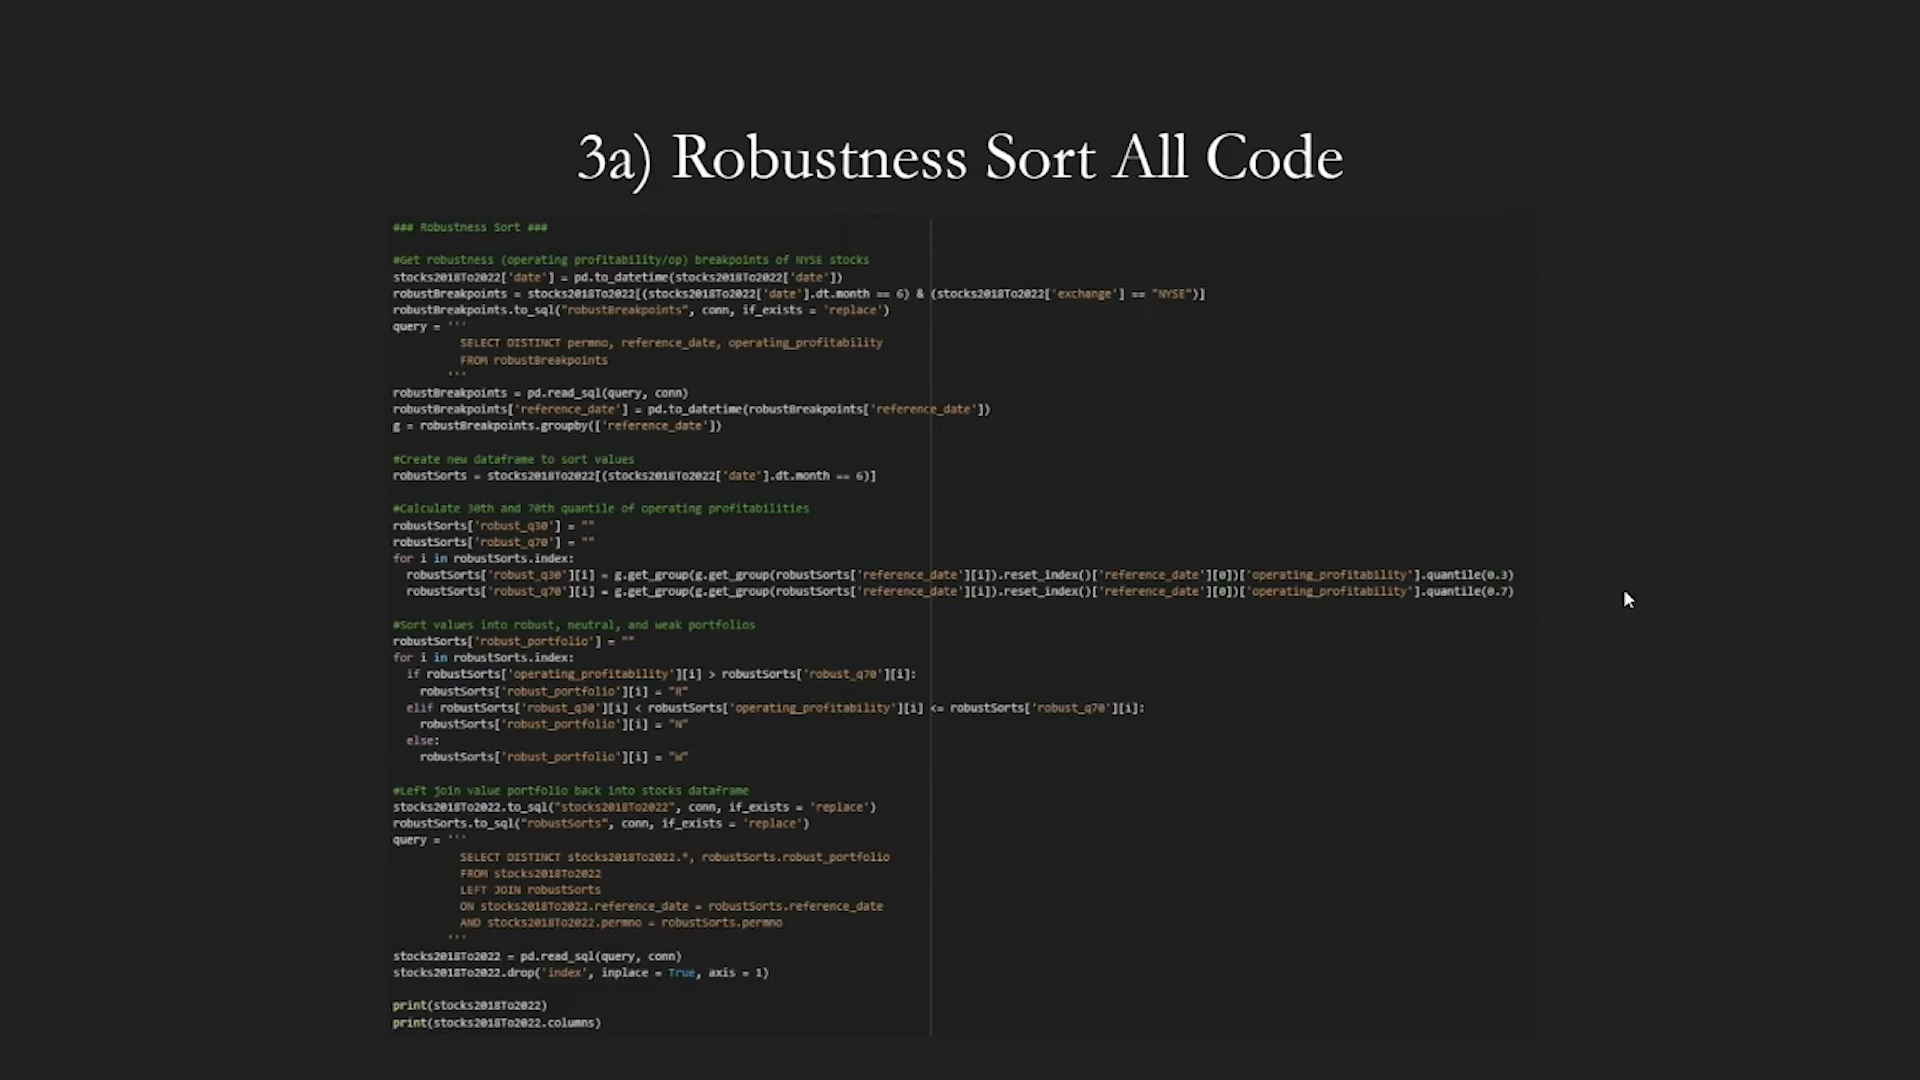 3a) Robustness Sort All Code
### Robustness Sort ###
#Get robustness (operating profitability/op) breakpoints of NYSE stocks
stocks2018To2022['date'] = pd.to_datetime(stocks2018To2022['date'])
robustBreakpoints = stocks2018To2022[(stocks2018To2022['date'].dt.month == 6) & (stocks2018To2022['exchange'] == "NYSE")]
robustBreakpoints.to_sql("robustBreakpoints", conn, if_exists = 'replace')
query = '''
SELECT DISTINCT permno, reference_date, operating_profitability
FROM robustBreakpoints
'''
robustBreakpoints = pd.read_sql(query, conn)
robustBreakpoints['reference_date'] = pd.to_datetime(robustBreakpoints['reference_date'])
g = robustBreakpoints.groupby(['reference_date'])
#Create new dataframe to sort values
robustSorts = stocks2018To2022[(stocks2018To2022['date'].dt.month == 6)]
#Calculate 30th and 70th quantile of operating profitabilities
robustSorts['robust_q30'] = ""
robustSorts['robust_q70'] = ""
for i in robustSorts.index:
robustSorts['robust_q30'][i] = g.get_group(g.get_group(robustSorts['reference_date'][i]).reset_index()['reference_date'][0])['operating_profitability'].quantile(0.3)
robustSorts['robust_q70'][i] = g.get_group(g.get_group(robustSorts['reference_date'][i]).reset_index()['reference_date'][0])['operating_profitability'].quantile(0.7)
#Sort values into robust, neutral, and weak portfolios
robustSorts['robust_portfolio'] = ""
for i in robustSorts.index:
if robustSorts['operating_profitability'][i] > robustSorts['robust_q70'][i]:
robustSorts['robust_portfolio'][i] = "R"
elif robustSorts['robust_q30'][i] < robustSorts['operating_profitability'][i] <= robustSorts['robust_q70'][i]:
robustSorts['robust_portfolio'][i] = "N"
else:
robustSorts['robust_portfolio'][i] = "W"
#Left join value portfolio back into stocks dataframe
stocks2018To2022.to_sql("stocks2018To2022", conn, if_exists = 'replace')
robustSorts.to_sql("robustSorts", conn, if_exists = 'replace')
query = '''
SELECT DISTINCT stocks2018To2022.*, robustSorts.robust_portfolio
FROM stocks2018To2022
LEFT JOIN robustSorts
ON stocks2018To2022.reference_date = robustSorts.reference_date
AND stocks2018To2022.permno = robustSorts.permno
'''
stocks2018To2022 = pd.read_sql(query, conn)
stocks2018To2022.drop('index', inplace = True, axis = 1)
print(stocks2018To2022)
print(stocks2018To2022.columns)